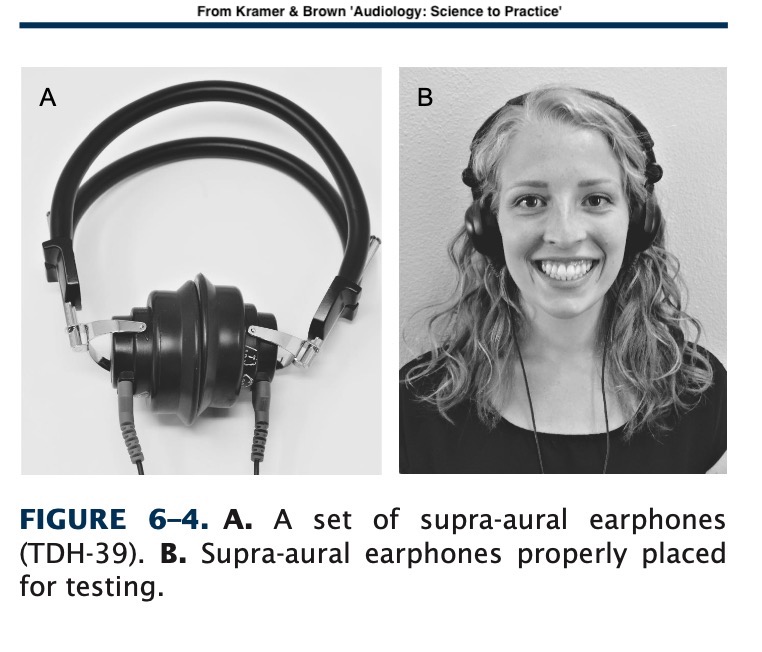 From Kramer & Brown 'Audiology: Science to Practice'
A
B
FIGURE 6–4. A. A set of supra-aural earphones
(TDH-39). B. Supra-aural earphones properly placed
for testing.